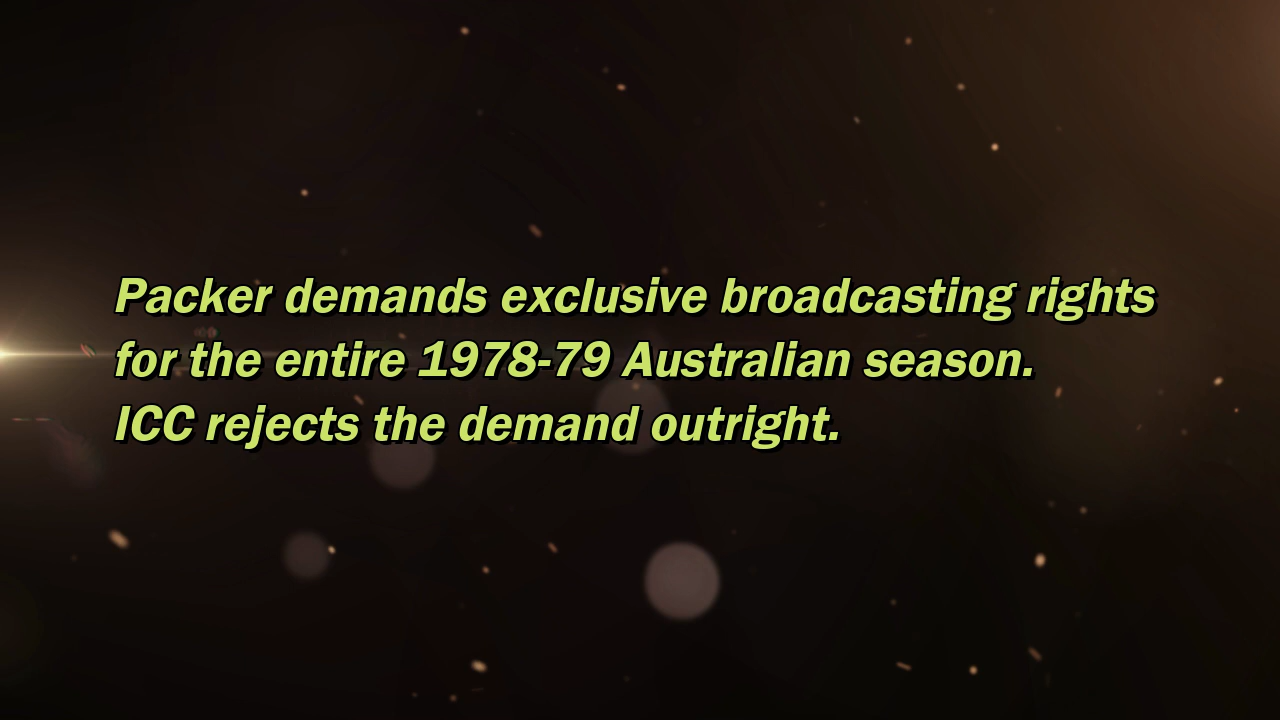 Packer demands exclusive broadcasting rights
for the entire 1978-79 Australian season.
ICC rejects the demand outright.